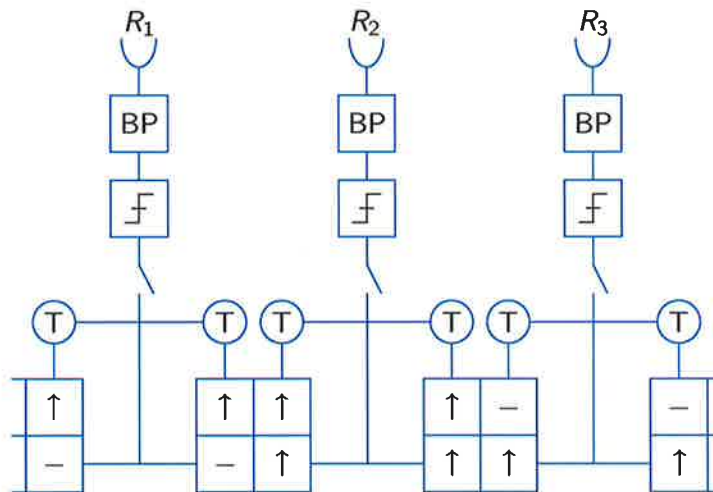 R₁ R₂ R₃
BP BP BP
T T T T T T
↑ ↑ ↑ ↑ – –
– – ↑ ↑ ↑ ↑